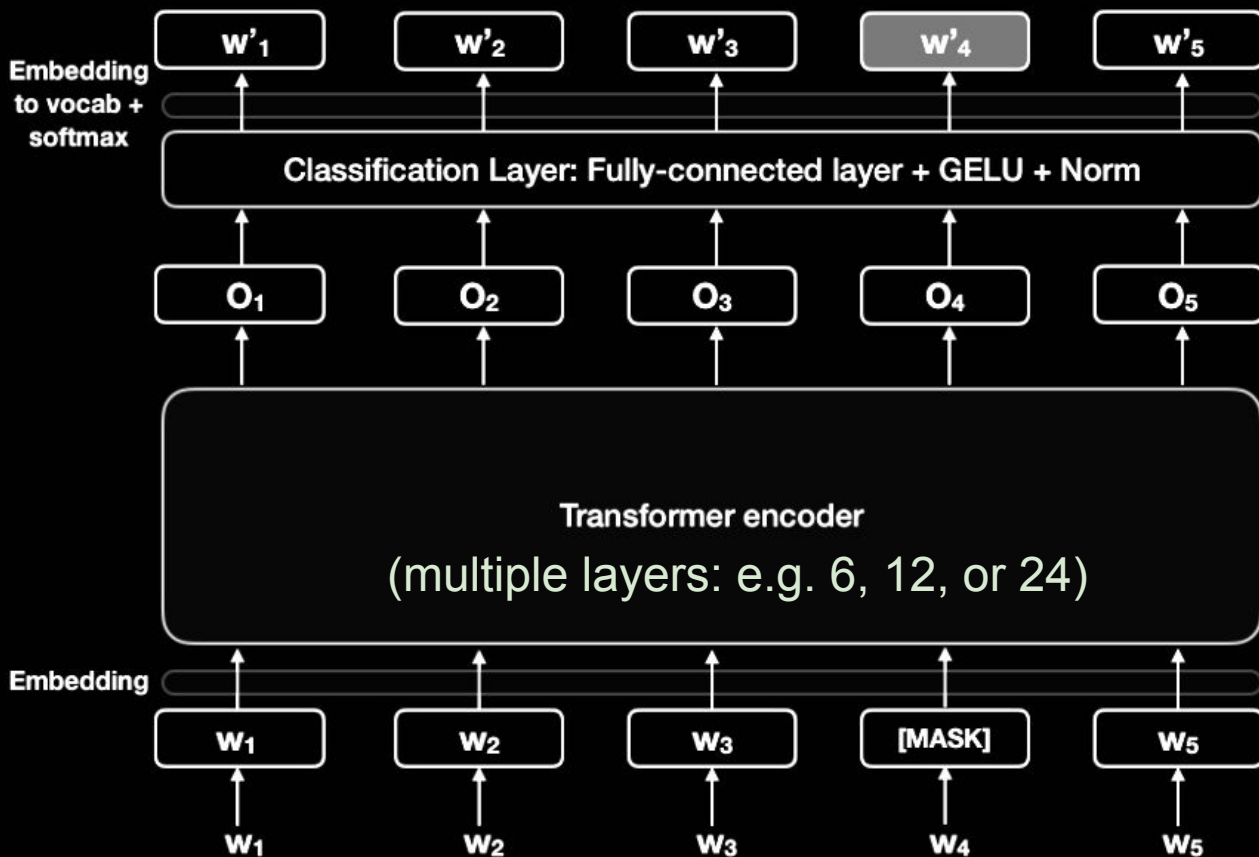 w'₁ w'₂ w'₃ w'₄ w'₅
Embedding
to vocab +
softmax
Classification Layer: Fully-connected layer + GELU + Norm
O₁ O₂ O₃ O₄ O₅
Transformer encoder
(multiple layers: e.g. 6, 12, or 24)
Embedding
W₁ W₂ W₃ [MASK] W₅
W₁ W₂ W₃ W₄ W₅